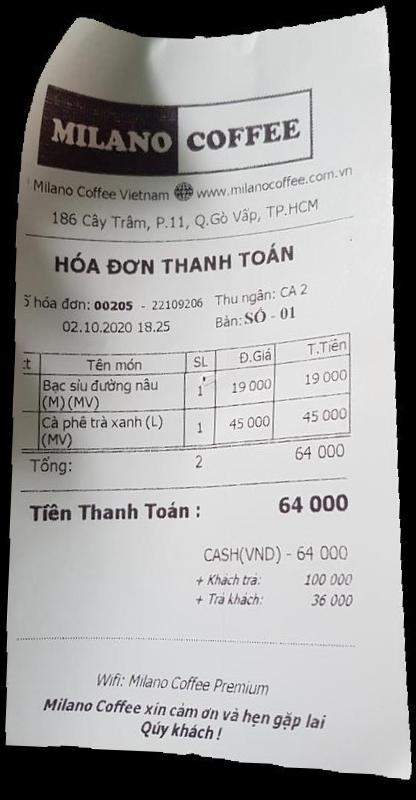 MILANO COFFEE
Milano Coffee Vietnam www.milanocoffee.com.vn
186 Cây Trâm, P.11, Q.Gò Vấp, TP.HCM
HÓA ĐƠN THANH TOÁN
hóa đơn: 00205 - 22109206 Thu ngân: CA 2
02.10.2020 18.25 Bàn: SỐ - 01
Tên món SL Đ.Giá T.Tiền
Bạc sỉu đường nâu 1 19 000 19 000
(M) (MV)
Cà phê trà xanh (L) 1 45 000 45 000
(MV)
Tổng: 2 64 000
Tiền Thanh Toán : 64 000
CASH(VND) - 64 000
+ Khách trả: 100 000
+ Trả khách: 36 000
Wifi: Milano Coffee Premium
Milano Coffee xin cảm ơn và hẹn gặp lại
Qúy khách !